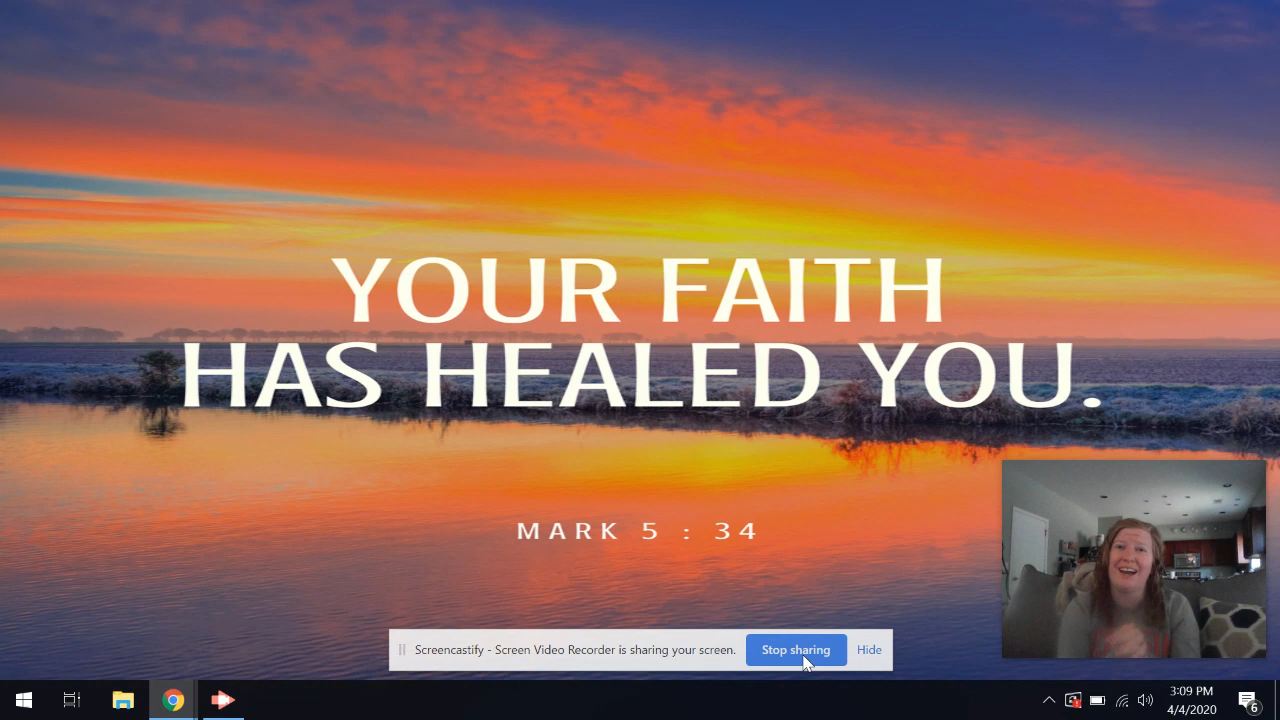 YOUR FAITH
HAS HEALED YOU.
MARK 5 : 34
Screencastify - Screen Video Recorder is sharing your screen.
Stop sharing
Hide
3:09 PM
4/4/2020
6